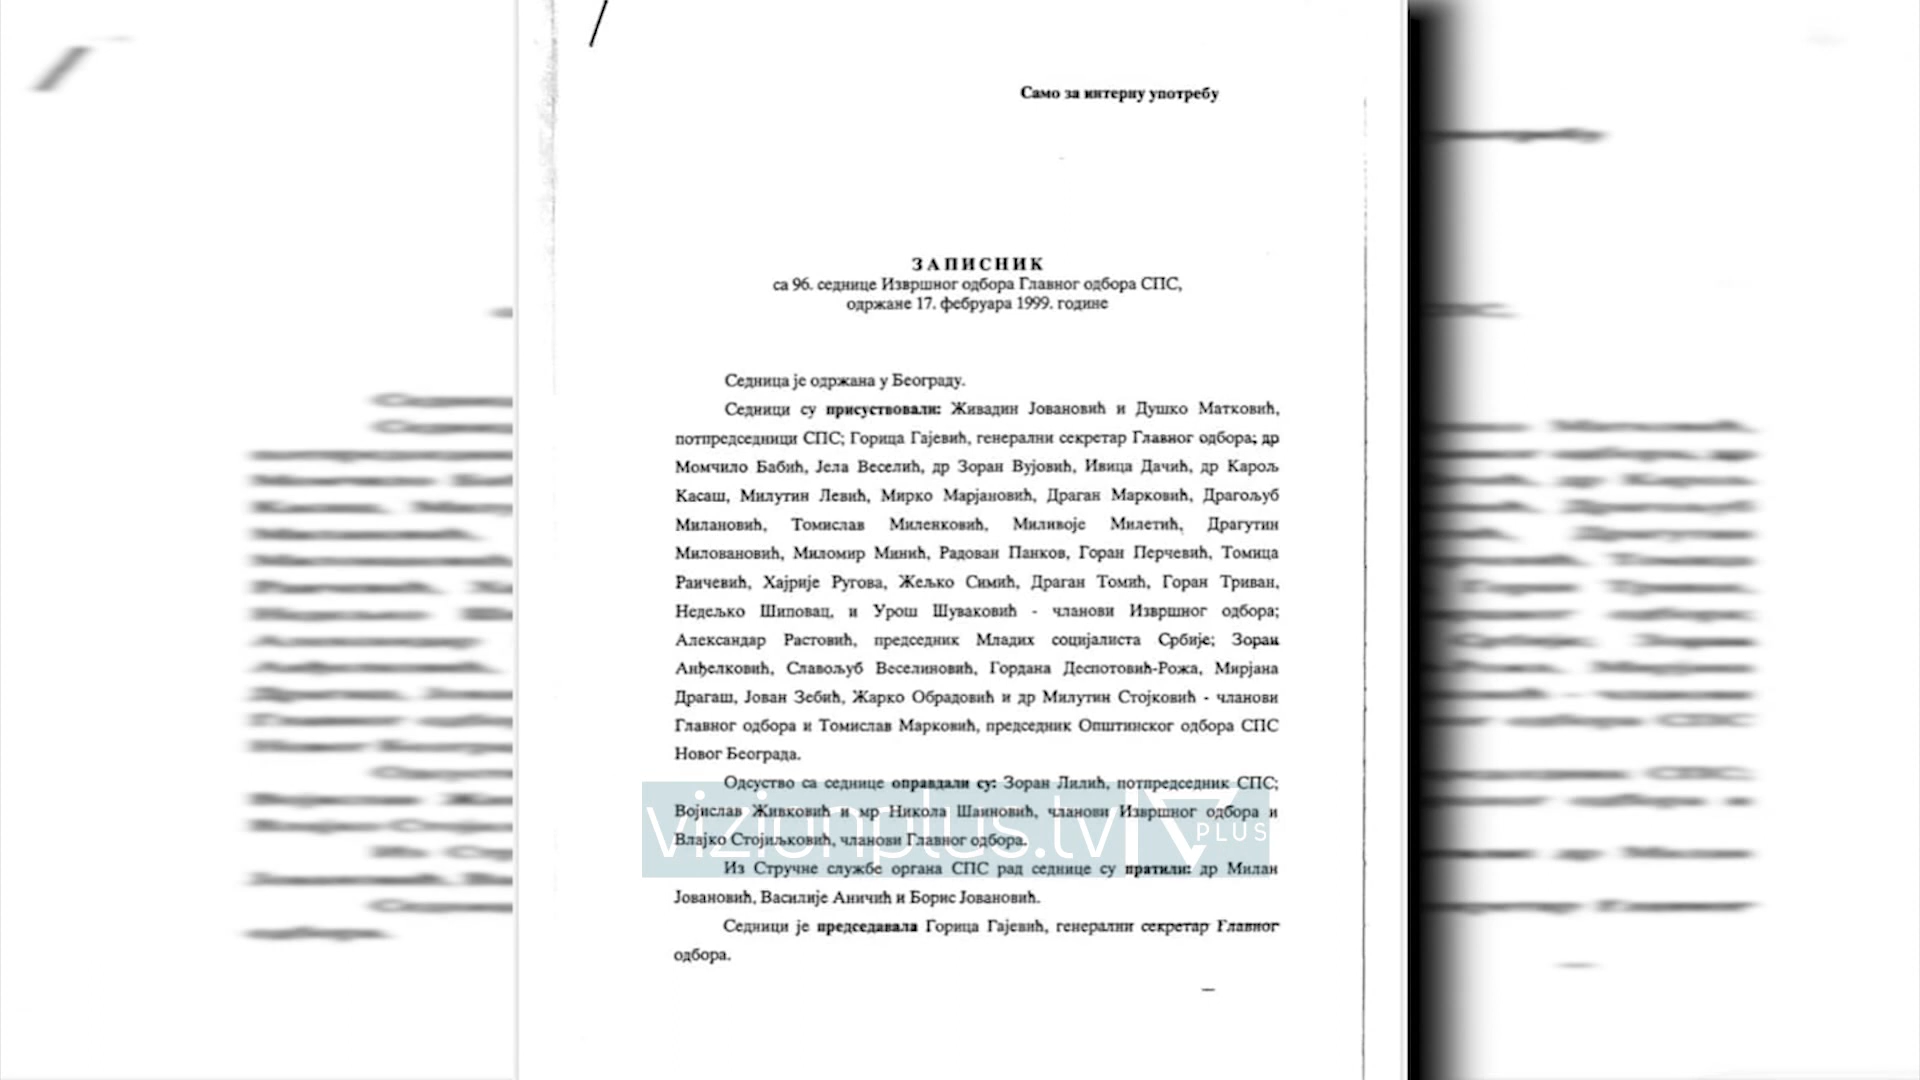 Само за интерну употребу
ЗАПИСНИК
са 96. седнице Извршног одбора Главног одбора СПС,
одржане 17. фебруара 1999. године
Седница је одржана у Београду.
Седници су присуствовали: Живадин Јовановић и Душко Матковић,
потпредседници СПС; Горица Гајевић, генерални секретар Главног одбора; др
Момчило Бабић, Јела Веселић, др Зоран Вујовић, Ивица Дачић, др Карољ
Касаш, Милутин Левић, Мирко Марјановић, Драган Марковић, Драгољуб
Милановић, Томислав Миленковић, Миливоје Милетић, Драгутин
Миловановић, Миломир Минић, Радован Панков, Горан Перчевић, Томица
Раичевић, Хајрије Ругова, Жељко Симић, Драган Томић, Горан Триван,
Недељко Шиповац, и Урош Шуваковић - чланови Извршног одбора;
Александар Растовић, председник Младих социјалиста Србије; Зоран
Анђелковић, Славољуб Веселиновић, Гордана Деспотовић-Рожа, Мирјана
Драгаш, Јован Зебић, Жарко Обрадовић и др Милутин Стојковић - чланови
Главног одбора и Томислав Марковић, председник Општинског одбора СПС
Новог Београда.
Одсуство са седнице оправдали су: Зоран Лилић, потпредседник СПС;
Војислав Живковић и мр Никола Шаиновић, чланови Извршног одбора и
Влајко Стојиљковић, чланови Главног одбора.
vizionplus.tv PLUS
Из Стручне службе органа СПС рад седнице су пратили: др Милан
Јовановић, Василије Аничић и Борис Јовановић.
Седници је председавала Горица Гајевић, генерални секретар Главног
одбора.